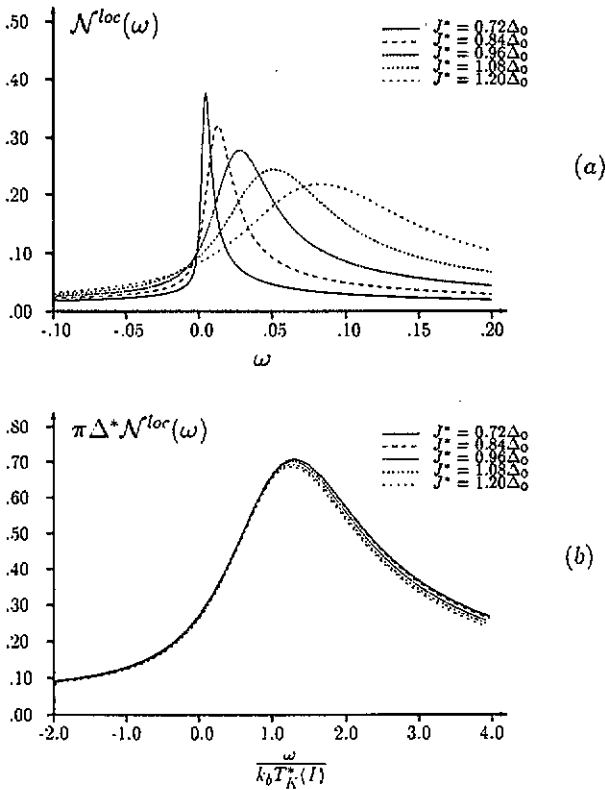 .50
𝒩^{loc}(ω)
J* = 0.72Δ₀
J* = 0.84Δ₀
J* = 0.96Δ₀
J* = 1.08Δ₀
J* = 1.20Δ₀
.40
.30
(a)
.20
.10
.00
-.10 -.05 0.0 .05 .10 .15 .20
ω
.80
πΔ*𝒩^{loc}(ω)
J* = 0.72Δ₀
J* = 0.84Δ₀
J* = 0.96Δ₀
J* = 1.08Δ₀
J* = 1.20Δ₀
.70
.60
.50
(b)
.40
.30
.20
.10
.00
-2.0 -1.0 0.0 1.0 2.0 3.0 4.0
ω
k_b T*_K(I)